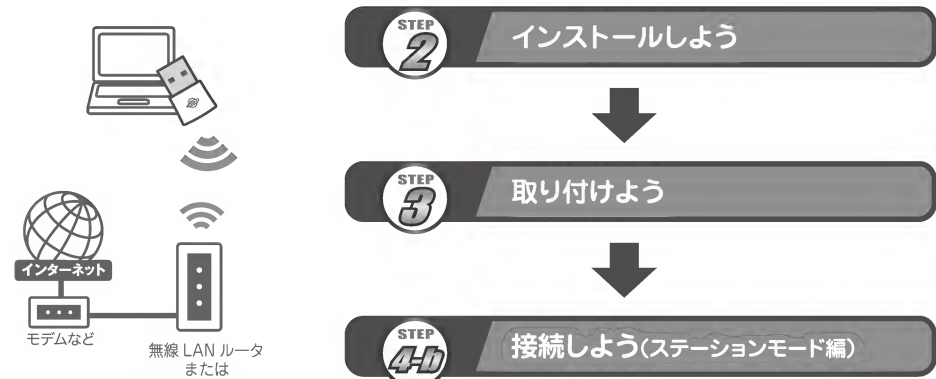 STEP
2
インストールしよう
STEP
3
取り付けよう
インターネット
モデムなど
無線 LAN ルータ
または
STEP
4-b
接続しよう(ステーションモード編)